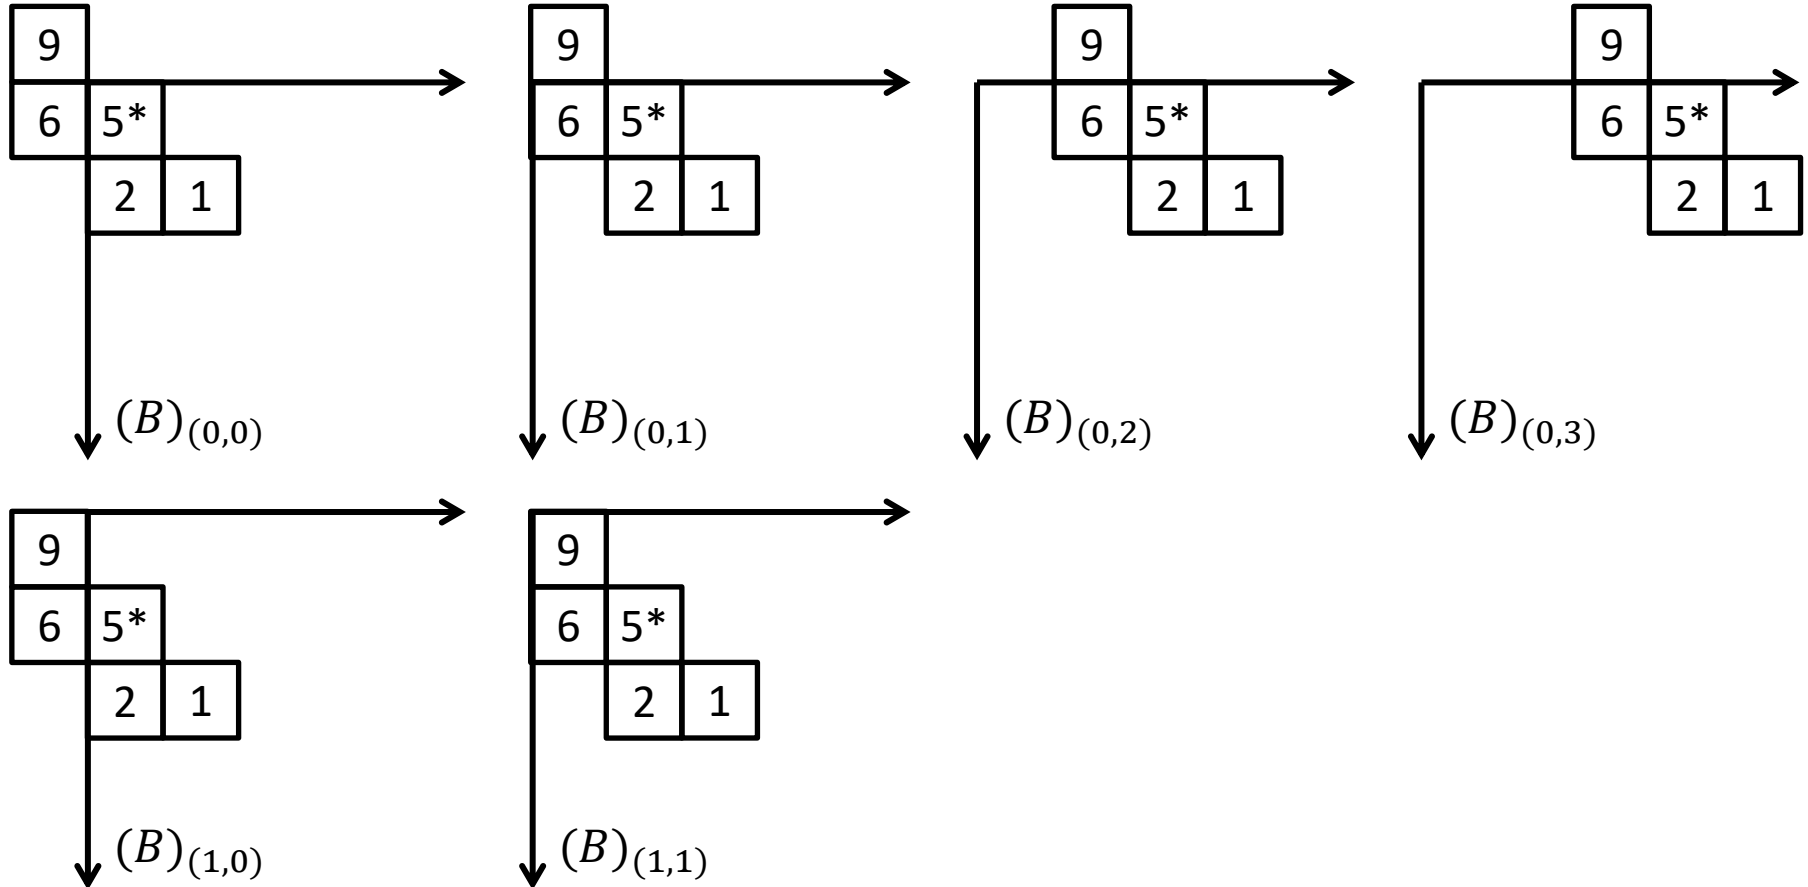 9 9 9 9
6 5* 6 5* 6 5* 6 5*
2 1 2 1 2 1 2 1
(B)(0,0) (B)(0,1) (B)(0,2) (B)(0,3)
9 9
6 5* 6 5*
2 1 2 1
(B)(1,0) (B)(1,1)